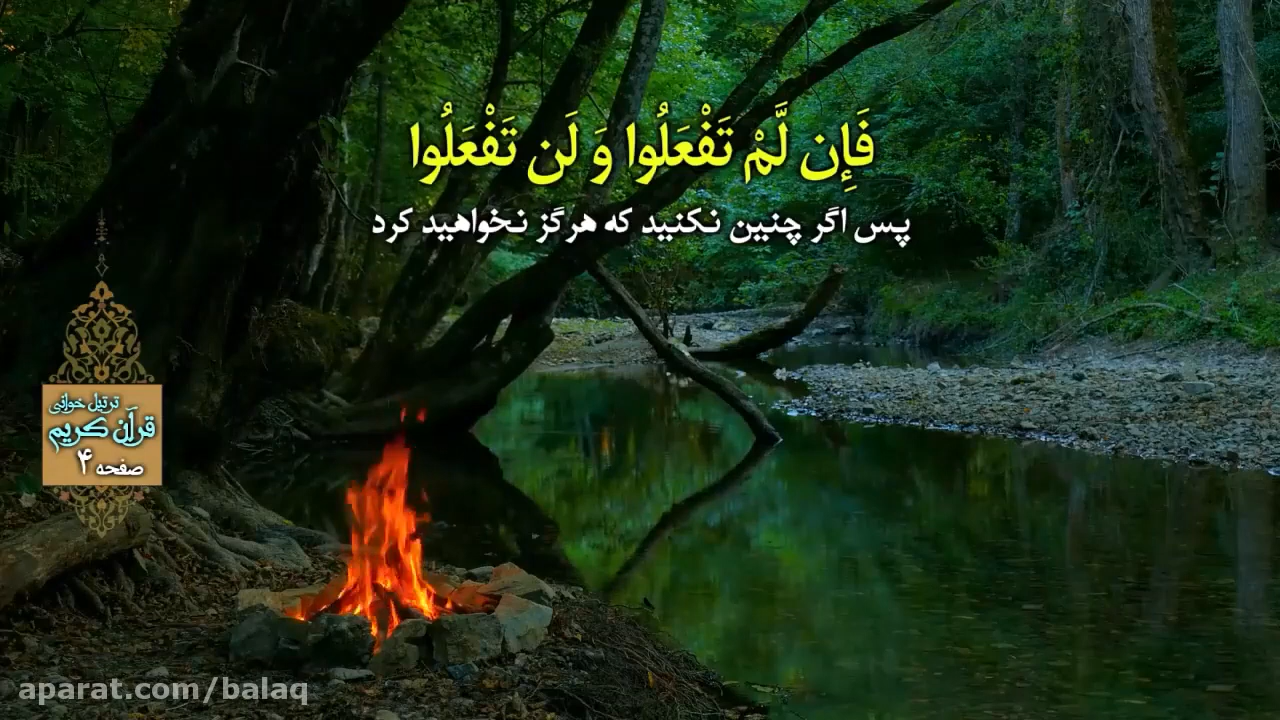 فَإِن لَّمْ تَفْعَلُوا وَ لَن تَفْعَلُوا
پس اگر چنین نکنید که هرگز نخواهید کرد
ترتیل خوانی
قرآن کریم
صفحه ۴
aparat.com/balaq